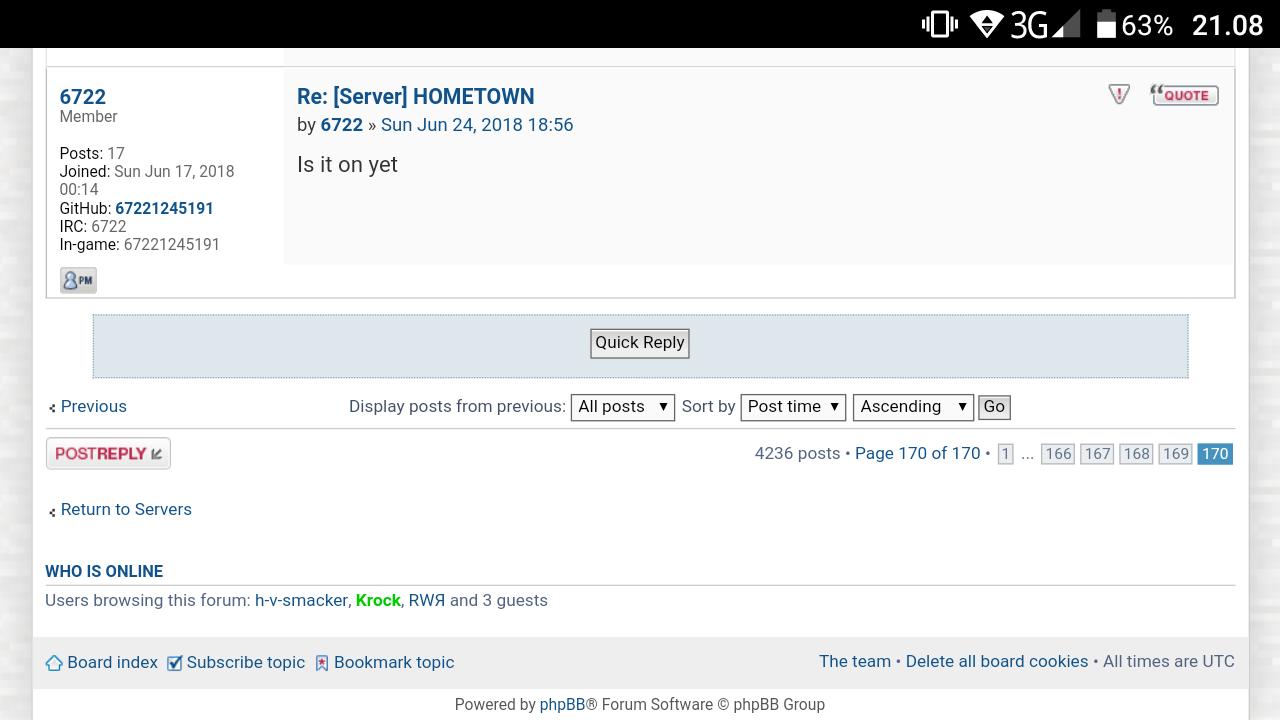 3G 63% 21.08
6722
Member
Posts: 17
Joined: Sun Jun 17, 2018
00:14
GitHub: 67221245191
IRC: 6722
In-game: 67221245191
PM
Re: [Server] HOMETOWN
QUOTE
by 6722 » Sun Jun 24, 2018 18:56
Is it on yet
Quick Reply
Previous Display posts from previous: All posts Sort by Post time Ascending Go
POSTREPLY 4236 posts • Page 170 of 170 • 1 ... 166 167 168 169 170
Return to Servers
WHO IS ONLINE
Users browsing this forum: h-v-smacker, Krock, RWЯ and 3 guests
Board index Subscribe topic Bookmark topic The team • Delete all board cookies • All times are UTC
Powered by phpBB® Forum Software © phpBB Group